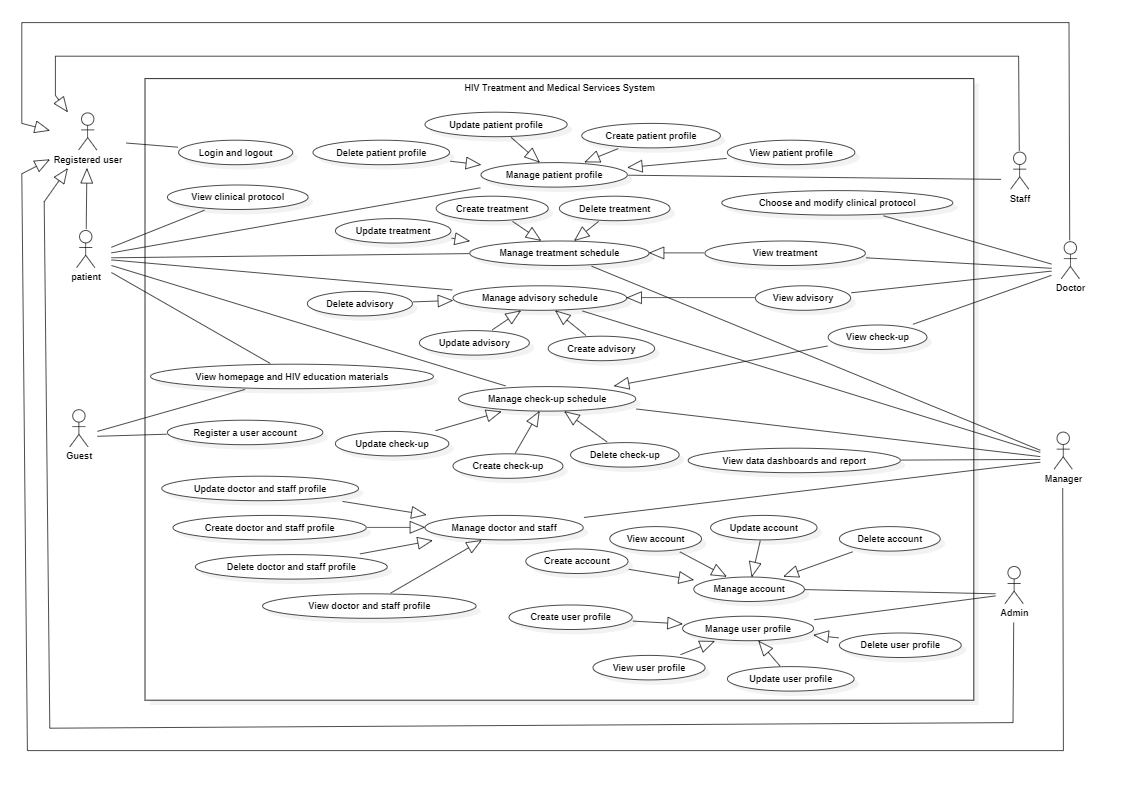 HIV Treatment and Medical Services System
Update patient profile
Create patient profile
Delete patient profile
View patient profile
Login and logout
Registered user
Manage patient profile
View clinical protocol
Staff
Create treatment
Delete treatment
Choose and modify clinical protocol
Update treatment
Manage treatment schedule
View treatment
patient
Doctor
Manage advisory schedule
View advisory
Delete advisory
View check-up
Update advisory
Create advisory
View homepage and HIV education materials
Manage check-up schedule
Register a user account
Update check-up
Guest
Create check-up
Delete check-up
View data dashboards and report
Manager
Update doctor and staff profile
Create doctor and staff profile
Manage doctor and staff
Update account
View account
Delete account
Create account
Delete doctor and staff profile
Manage account
View doctor and staff profile
Admin
Create user profile
Manage user profile
Delete user profile
View user profile
Update user profile